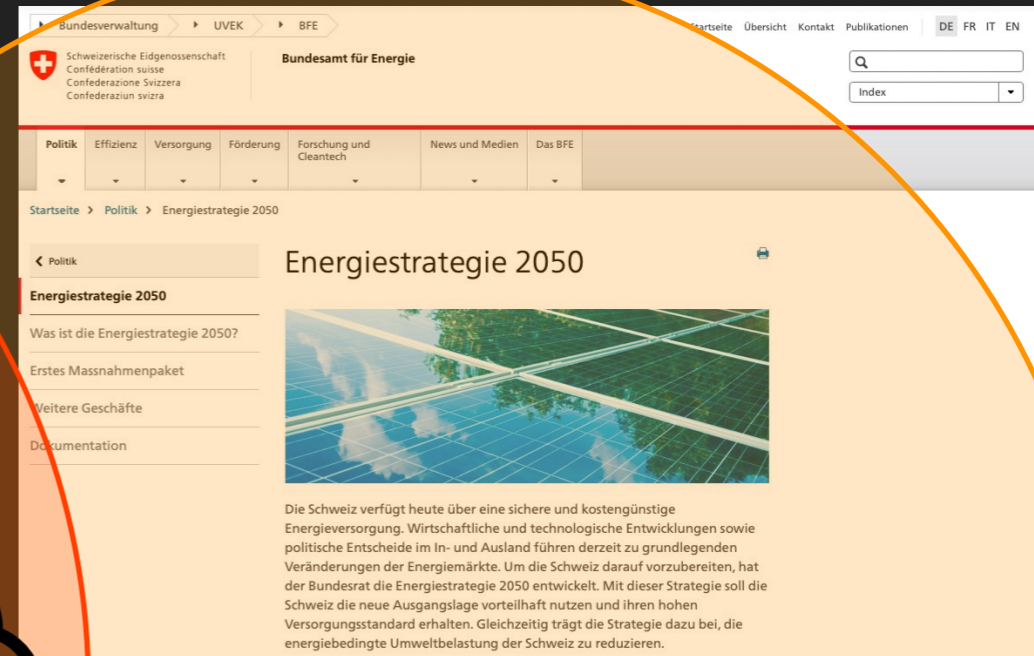 Bundesverwaltung UVEK BFE
Startseite Übersicht Kontakt Publikationen DE FR IT EN
Schweizerische Eidgenossenschaft
Confédération suisse
Confederazione Svizzera
Confederaziun svizra
Bundesamt für Energie
Index
Politik Effizienz Versorgung Förderung Forschung und Cleantech News und Medien Das BFE
Startseite > Politik > Energiestrategie 2050
Politik
Energiestrategie 2050
Was ist die Energiestrategie 2050?
Erstes Massnahmenpaket
Weitere Geschäfte
Dokumentation
Energiestrategie 2050
Die Schweiz verfügt heute über eine sichere und kostengünstige
Energieversorgung. Wirtschaftliche und technologische Entwicklungen sowie
politische Entscheide im In- und Ausland führen derzeit zu grundlegenden
Veränderungen der Energiemärkte. Um die Schweiz darauf vorzubereiten, hat
der Bundesrat die Energiestrategie 2050 entwickelt. Mit dieser Strategie soll die
Schweiz die neue Ausgangslage vorteilhaft nutzen und ihren hohen
Versorgungsstandard erhalten. Gleichzeitig trägt die Strategie dazu bei, die
energiebedingte Umweltbelastung der Schweiz zu reduzieren.